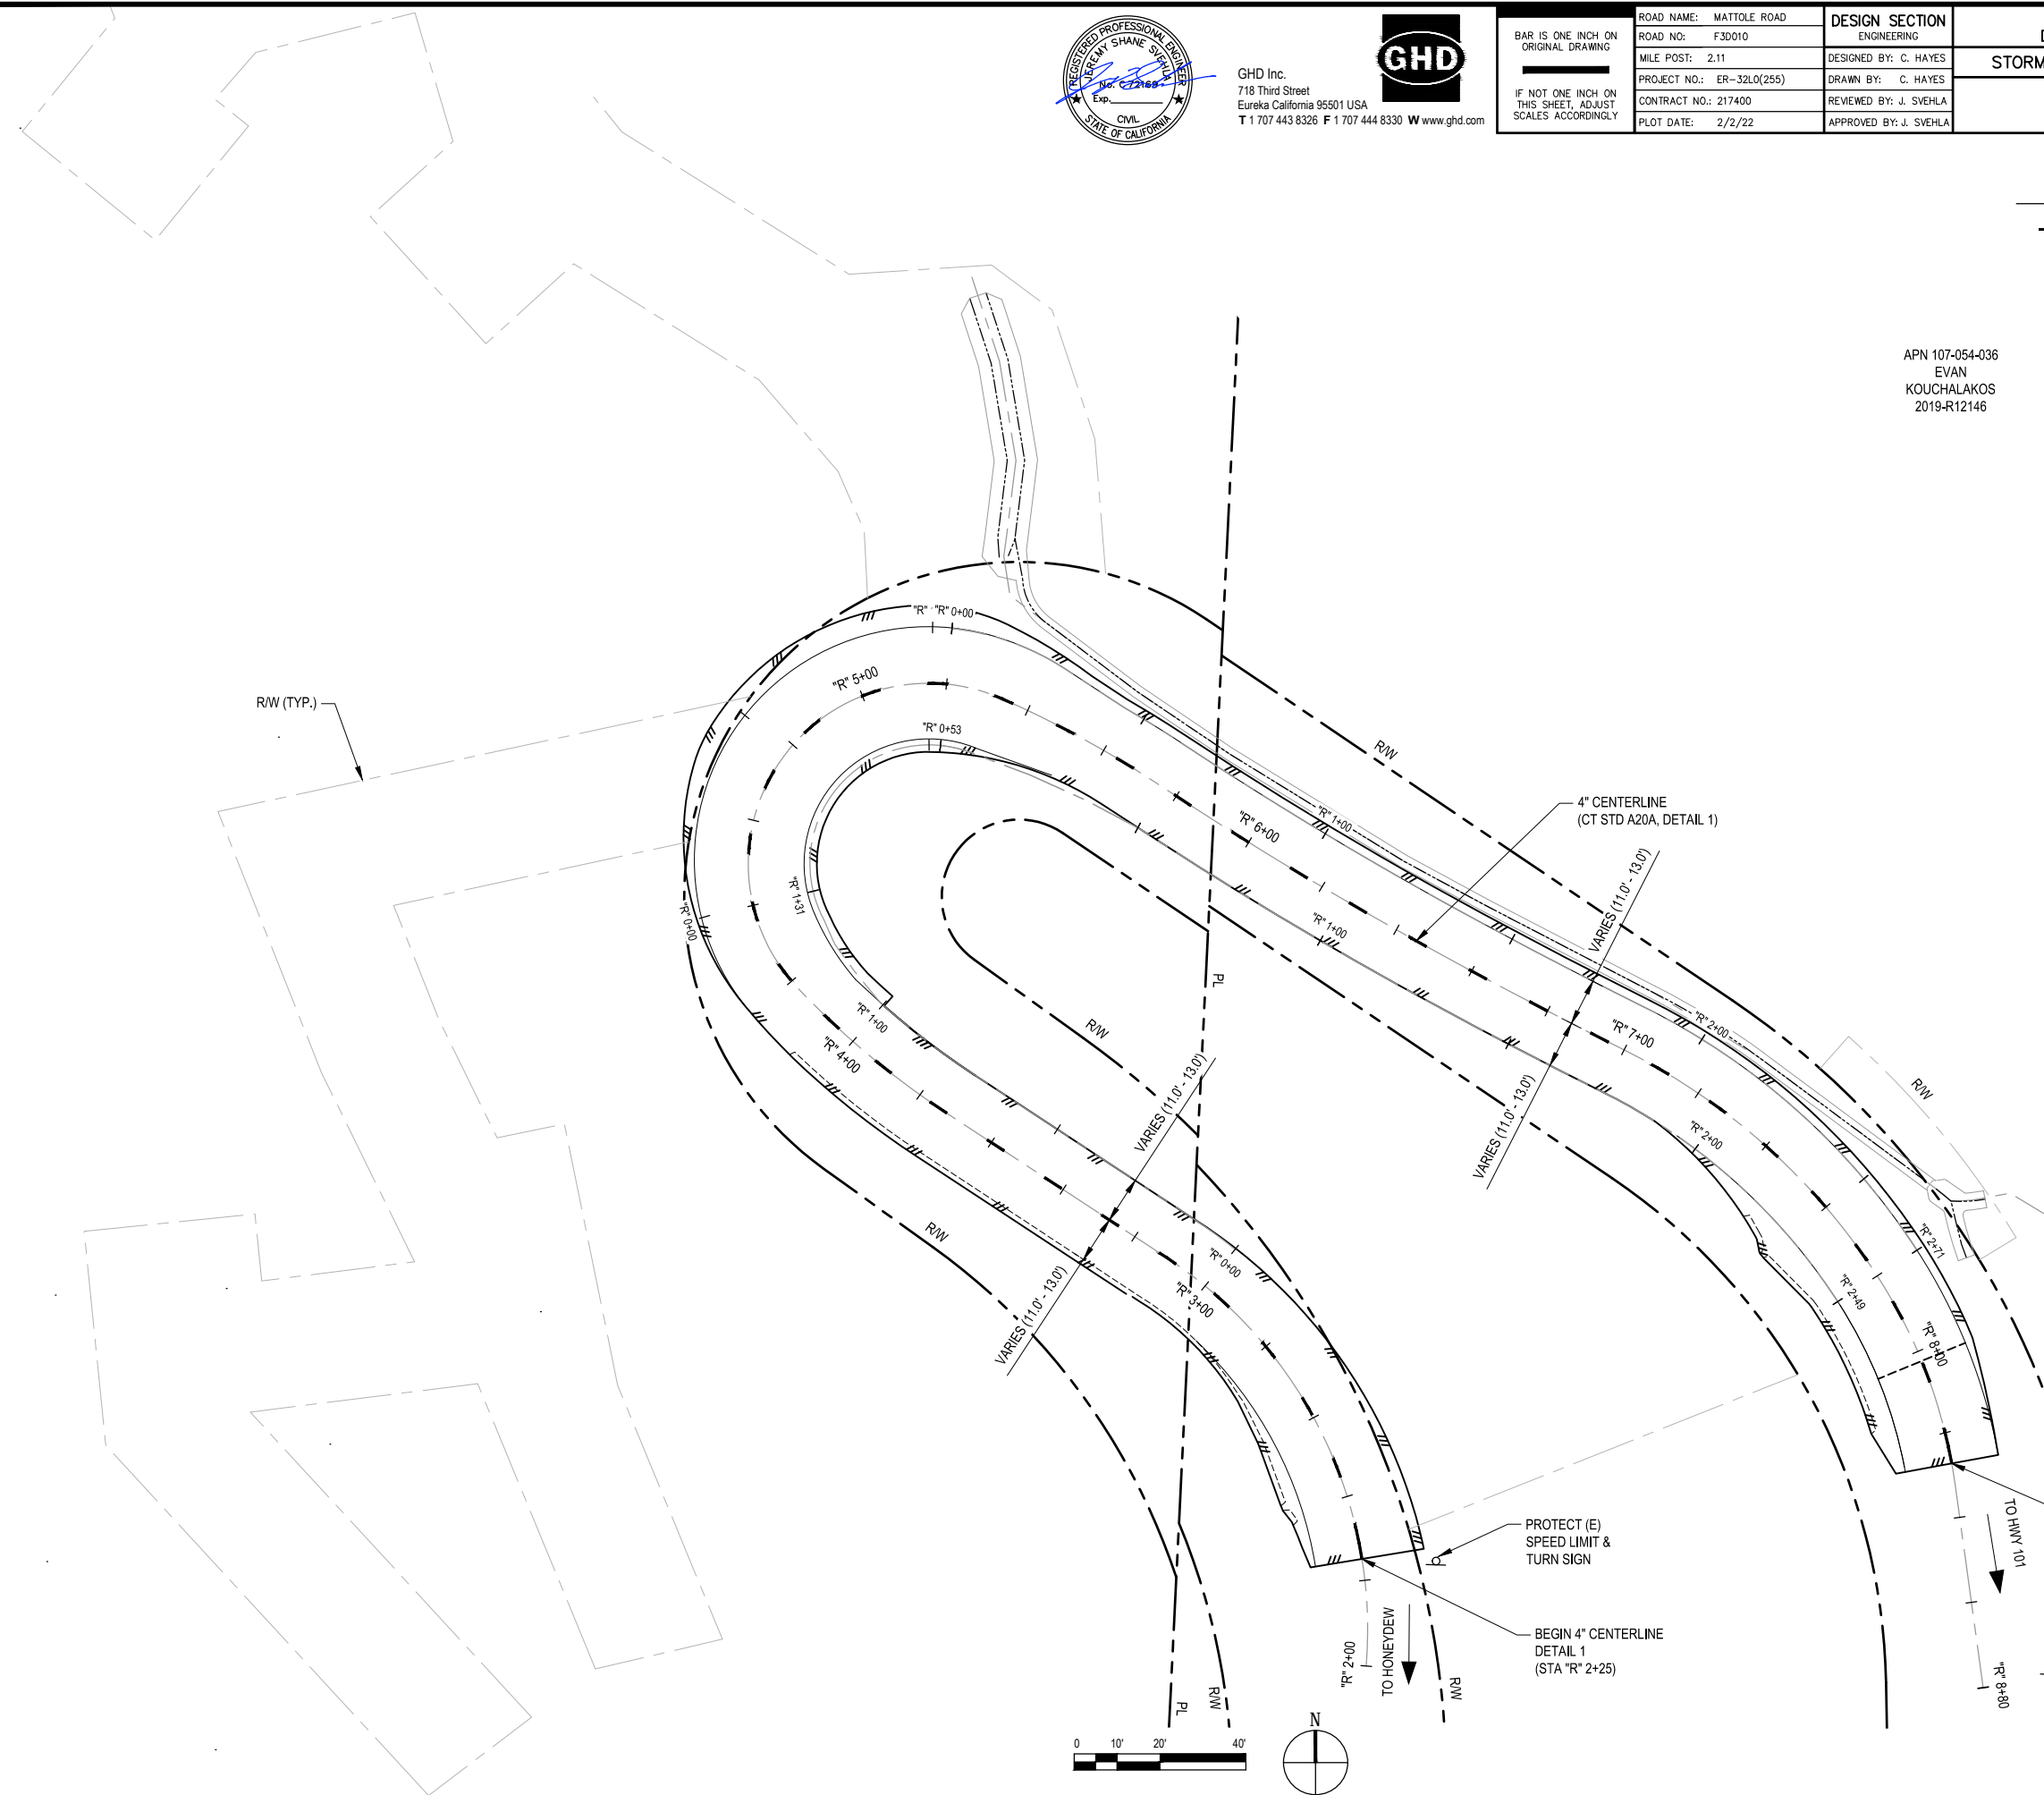 REGISTERED PROFESSIONAL ENGINEER
JEREMY SHANE SVEHLA
Exp.
CIVIL
STATE OF CALIFORNIA
GHD
GHD Inc.
718 Third Street
Eureka California 95501 USA
T 1 707 443 8326 F 1 707 444 8330 W www.ghd.com
BAR IS ONE INCH ON
ORIGINAL DRAWING
IF NOT ONE INCH ON
THIS SHEET, ADJUST
SCALES ACCORDINGLY
ROAD NAME: MATTOLE ROAD
ROAD NO: F3D010
MILE POST: 2.11
PROJECT NO.: ER-32L0(255)
CONTRACT NO.: 217400
PLOT DATE: 2/2/22
DESIGN SECTION
ENGINEERING
DESIGNED BY: C. HAYES
DRAWN BY: C. HAYES
REVIEWED BY: J. SVEHLA
APPROVED BY: J. SVEHLA
STORM
APN 107-054-036
EVAN
KOUCHALAKOS
2019-R12146
"R" "R" 0+00
"R" 5+00
R/W (TYP.)
"R" 0+53
R/W
4" CENTERLINE
(CT STD A20A, DETAIL 1)
"R" 1+00
"R" 6+00
VARIES (11.0' - 13.0')
"R" 1+31
"R" 0+00
"R" 1+00
PL
"R" 1+00
R/W
"R" 4+00
"R" 2+00
"R" 7+00
VARIES (11.0' - 13.0')
VARIES (11.0' - 13.0')
R/W
"R" 2+00
R/W
"R" 0+00
"R" 2+71
"R" 3+00
"R" 2+49
VARIES (11.0' - 13.0')
"R" 8+00
PROTECT (E)
SPEED LIMIT &
TURN SIGN
TO HWY 101
BEGIN 4" CENTERLINE
DETAIL 1
(STA "R" 2+25)
"R" 2+00
TO HONEYDEW
R/W
"R" 8+80
PL
R/W
0 10' 20' 40'
N